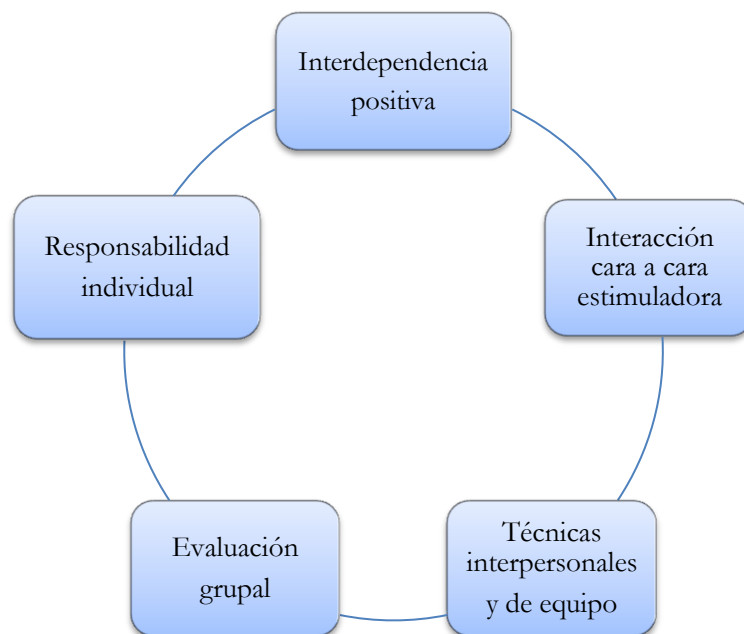 Interdependencia
positiva
Interacción
cara a cara
estimuladora
Técnicas
interpersonales
y de equipo
Evaluación
grupal
Responsabilidad
individual